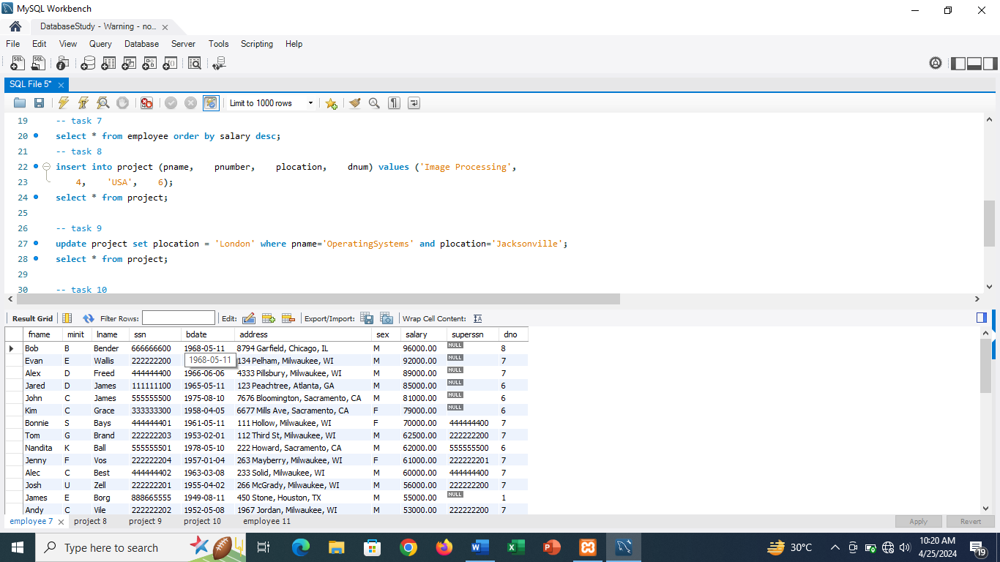 MySQL Workbench
DatabaseStudy - Warning - no...
File Edit View Query Database Server Tools Scripting Help
SQL File 5*
Limit to 1000 rows
19 -- task 7
20 select * from employee order by salary desc;
21 -- task 8
22 insert into project (pname, pnumber, plocation, dnum) values ('Image Processing',
23 4, 'USA', 6);
24 select * from project;
25
26 -- task 9
27 update project set plocation = 'London' where pname='OperatingSystems' and plocation='Jacksonville';
28 select * from project;
29
30 -- task 10
Result Grid Filter Rows: Edit: Export/Import: Wrap Cell Content:
fname minit lname ssn bdate address sex salary superssn dno
Bob B Bender 666666600 1968-05-11 8794 Garfield, Chicago, IL M 96000.00 NULL 8
Evan E Wallis 222222200 134 Pelham, Milwaukee, WI M 92000.00 NULL 7
1968-05-11
Alex D Freed 444444400 1966-06-06 4333 Pillsbury, Milwaukee, WI M 89000.00 NULL 7
Jared D James 111111100 1965-05-11 123 Peachtree, Atlanta, GA M 85000.00 NULL 6
John C James 555555500 1975-08-10 7676 Bloomington, Sacramento, CA M 81000.00 NULL 6
Kim C Grace 333333300 1958-04-05 6677 Mills Ave, Sacramento, CA F 79000.00 NULL 6
Bonnie S Bays 444444401 1961-05-11 111 Hollow, Milwaukee, WI F 70000.00 444444400 7
Tom G Brand 222222203 1953-02-01 112 Third St, Milwaukee, WI M 62500.00 222222200 7
Nandita K Ball 555555501 1978-05-10 222 Howard, Sacramento, CA M 62000.00 555555500 6
Jenny F Vos 222222204 1957-01-04 263 Mayberry, Milwaukee, WI F 61000.00 222222201 7
Alec C Best 444444402 1963-03-08 233 Solid, Milwaukee, WI M 60000.00 444444400 7
Josh U Zell 222222201 1955-04-02 266 McGrady, Milwaukee, WI M 56000.00 222222200 7
James E Borg 888665555 1949-08-11 450 Stone, Houston, TX M 55000.00 NULL 1
Andy C Vile 222222202 1952-05-08 1967 Jordan, Milwaukee, WI M 53000.00 222222200 7
employee 7 project 8 project 9 project 10 employee 11 Apply Revert
Type here to search 30°C 10:20 AM
4/25/2024 19